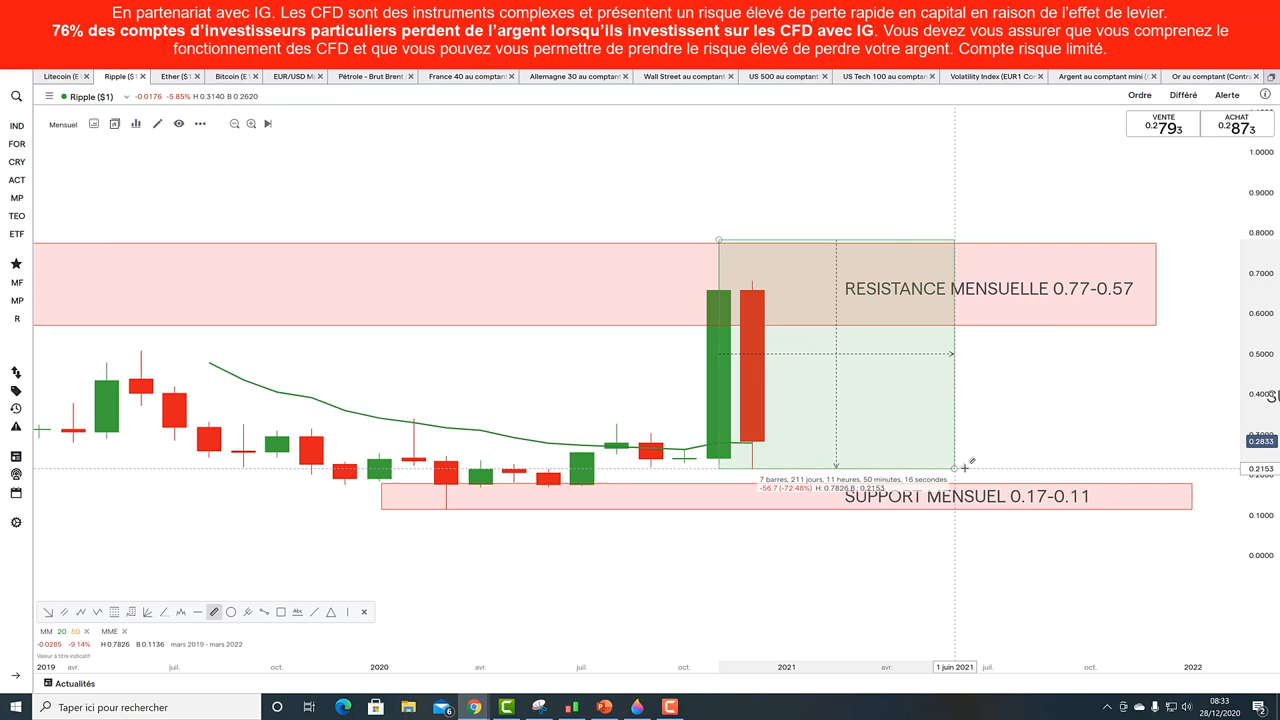 En partenariat avec IG. Les CFD sont des instruments complexes et présentent un risque élevé de perte rapide en capital en raison de l'effet de levier.
76% des comptes d'investisseurs particuliers perdent de l'argent lorsqu'ils investissent sur les CFD avec IG. Vous devez vous assurer que vous comprenez le
fonctionnement des CFD et que vous pouvez vous permettre de prendre le risque élevé de perdre votre argent. Compte risque limité.
Litecoin (E Ripple ($1) Ether ($1) Bitcoin (E EUR/USD M Pétrole - Brut Brent France 40 au comptant Allemagne 30 au comptant Wall Street au comptant US 500 au comptant US Tech 100 au comptant Volatility Index (EUR1 Co Argent au comptant mini ( Or au comptant (Contra
Ripple ($1) -0.0176 -5.85% H 0.3140 B 0.2620 Ordre Différé Alerte
Mensuel
VENTE ACHAT
0.2793 0.2873
IND
FOR
CRY
ACT
MP
TEO
ETF
MF
MP
R
1.0000
0.9000
0.8000
0.7000
RESISTANCE MENSUELLE 0.77-0.57
0.6000
0.5000
0.4000
0.2833
0.2153
7 barres, 211 jours, 11 heures, 50 minutes, 16 secondes
-56.7 (-72.48%) H: 0.7826 B: 0.2153
SUPPORT MENSUEL 0.17-0.11
0.1000
0.0000
Abc
MM 20 50 MME
-0.0285 -9.14% H 0.7826 B 0.1136 mars 2019 - mars 2022
Valeur à titre indicatif
2019 avr. juil. oct. 2020 avr. juil. oct. 2021 avr. 1 juin 2021 juil. oct. 2022
Actualités
Taper ici pour rechercher
6
08:33
28/12/2020
2